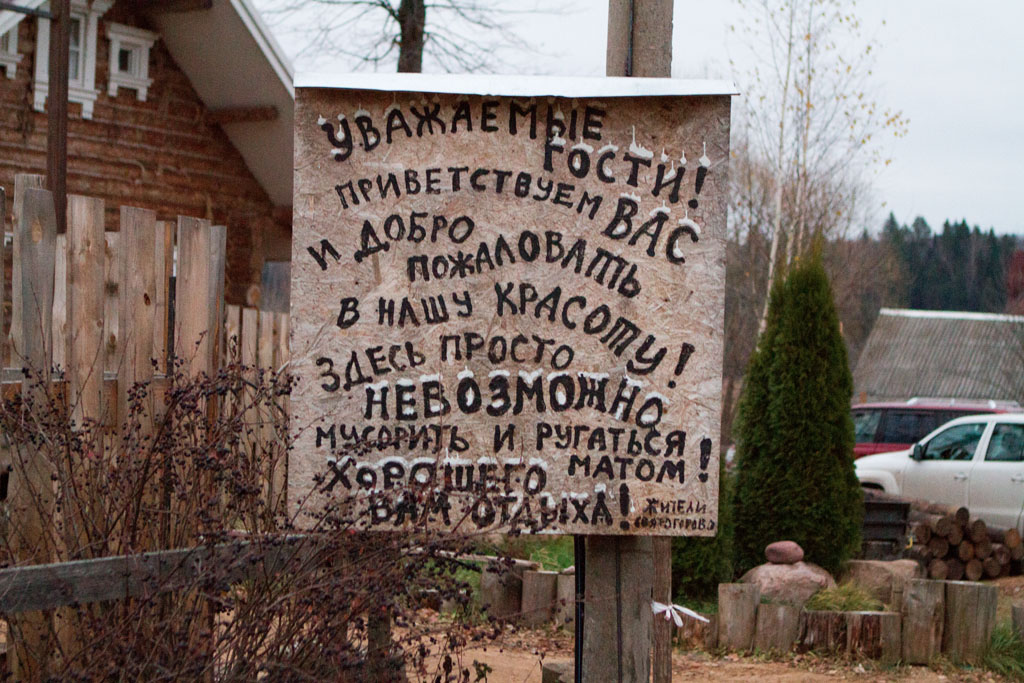 УВАЖАЕМЫЕ
ГОСТИ!
ПРИВЕТСТВУЕМ ВАС
И ДОБРО
ПОЖАЛОВАТЬ
В НАШУ КРАСОТУ!
ЗДЕСЬ ПРОСТО
НЕВОЗМОЖНО
МУСОРИТЬ И РУГАТЬСЯ
МАТОМ!
ХОРОШЕГО
ВАМ ОТДЫХА!
ЖИТЕЛИ